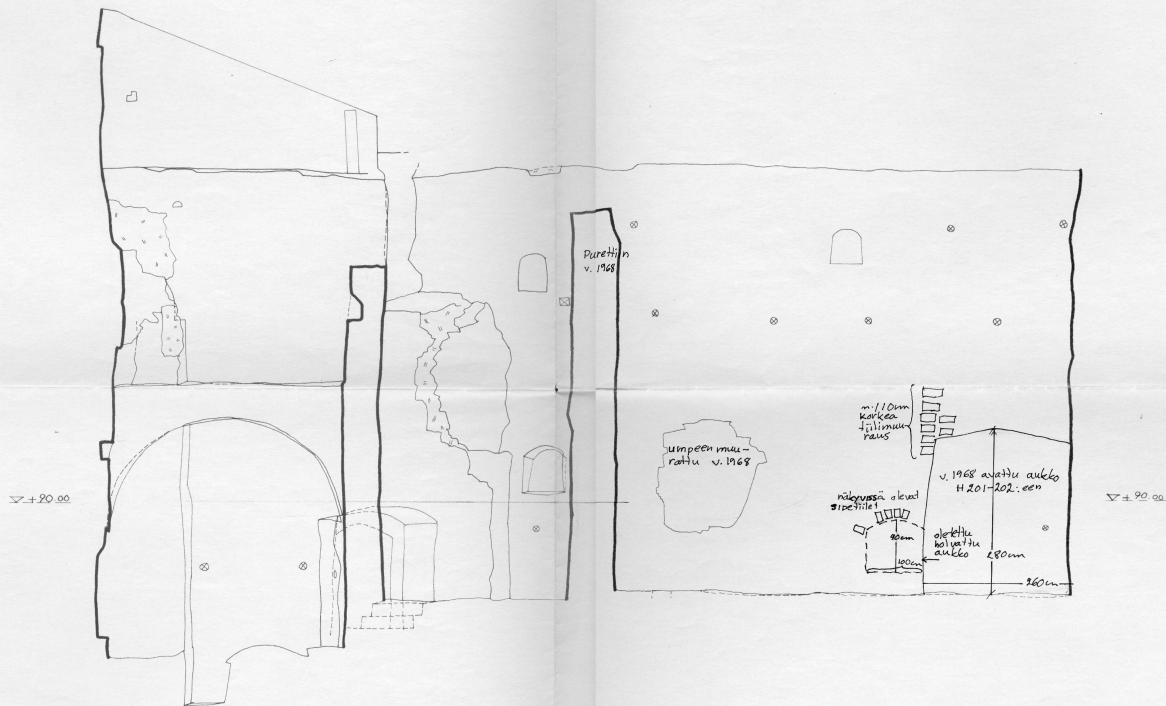 Purettiin
v. 1968
n. 110 cm
korkea
tiilimuu-
raus
umpeen muu-
rattu v. 1968
v. 1968 avattu aukko
H 201-202:een
▽ +90.00
▽ +90.00
näkyvissä olevat
sipetiilet
90cm
oletettu
holvattu
aukko
100cm
280cm
260cm